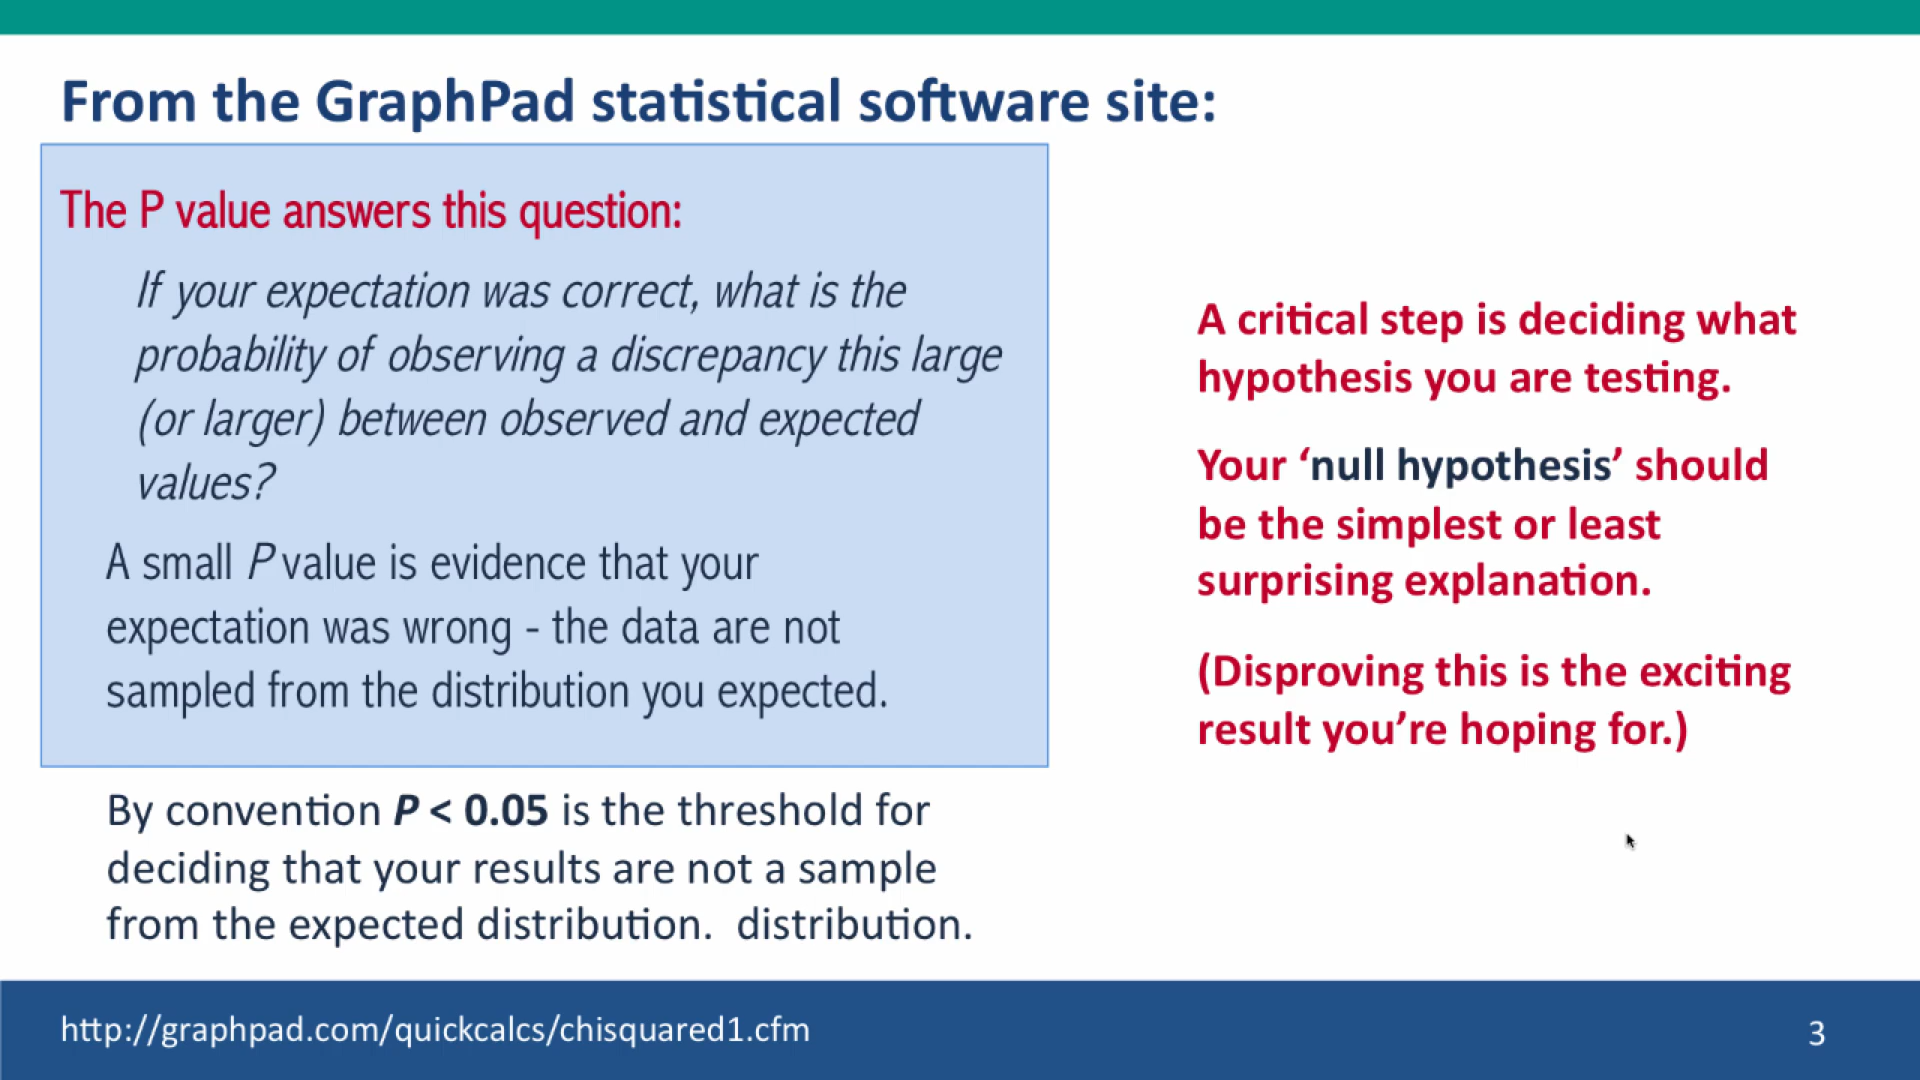 From the GraphPad statistical software site:
The P value answers this question:
If your expectation was correct, what is the
probability of observing a discrepancy this large
(or larger) between observed and expected
values?
A small P value is evidence that your
expectation was wrong - the data are not
sampled from the distribution you expected.
By convention P < 0.05 is the threshold for
deciding that your results are not a sample
from the expected distribution.  distribution.
A critical step is deciding what
hypothesis you are testing.
Your ‘null hypothesis’ should
be the simplest or least
surprising explanation.
(Disproving this is the exciting
result you’re hoping for.)
http://graphpad.com/quickcalcs/chisquared1.cfm
3